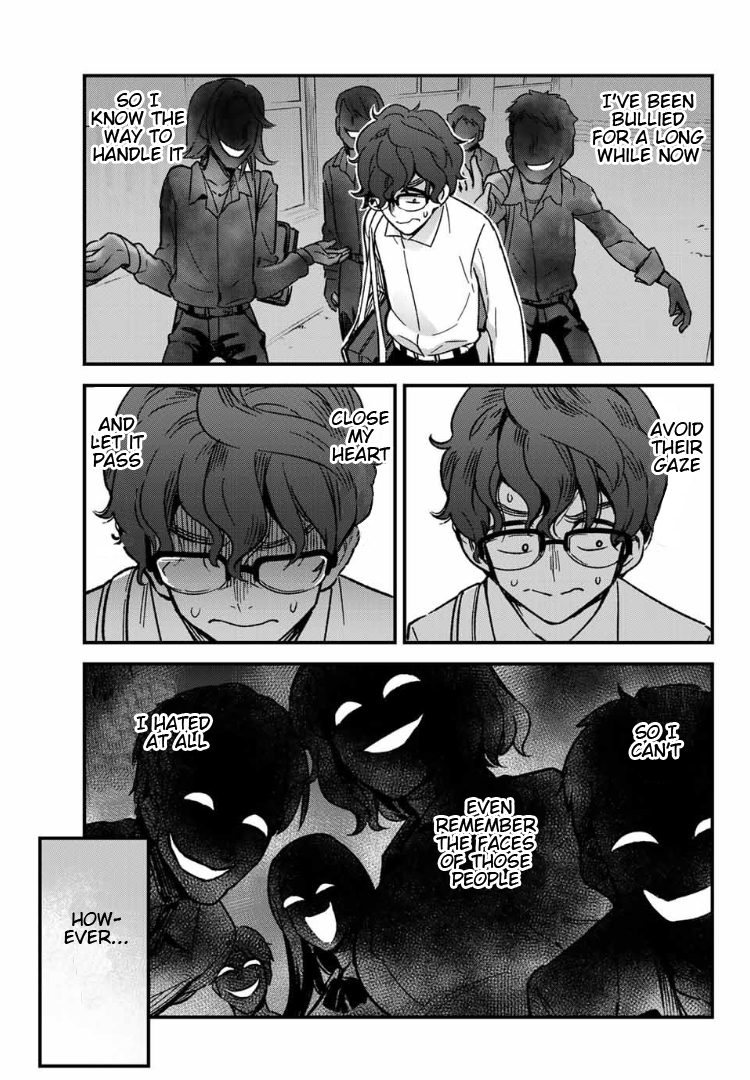 I'VE BEEN
BULLIED
FOR A LONG
WHILE NOW
SO I
KNOW THE
WAY TO
HANDLE IT
AVOID
THEIR
GAZE
CLOSE
MY
HEART
AND
LET IT
PASS
SO I
CAN'T
EVEN
REMEMBER
THE FACES
OF THOSE
PEOPLE
I HATED
AT ALL
HOW-
EVER...